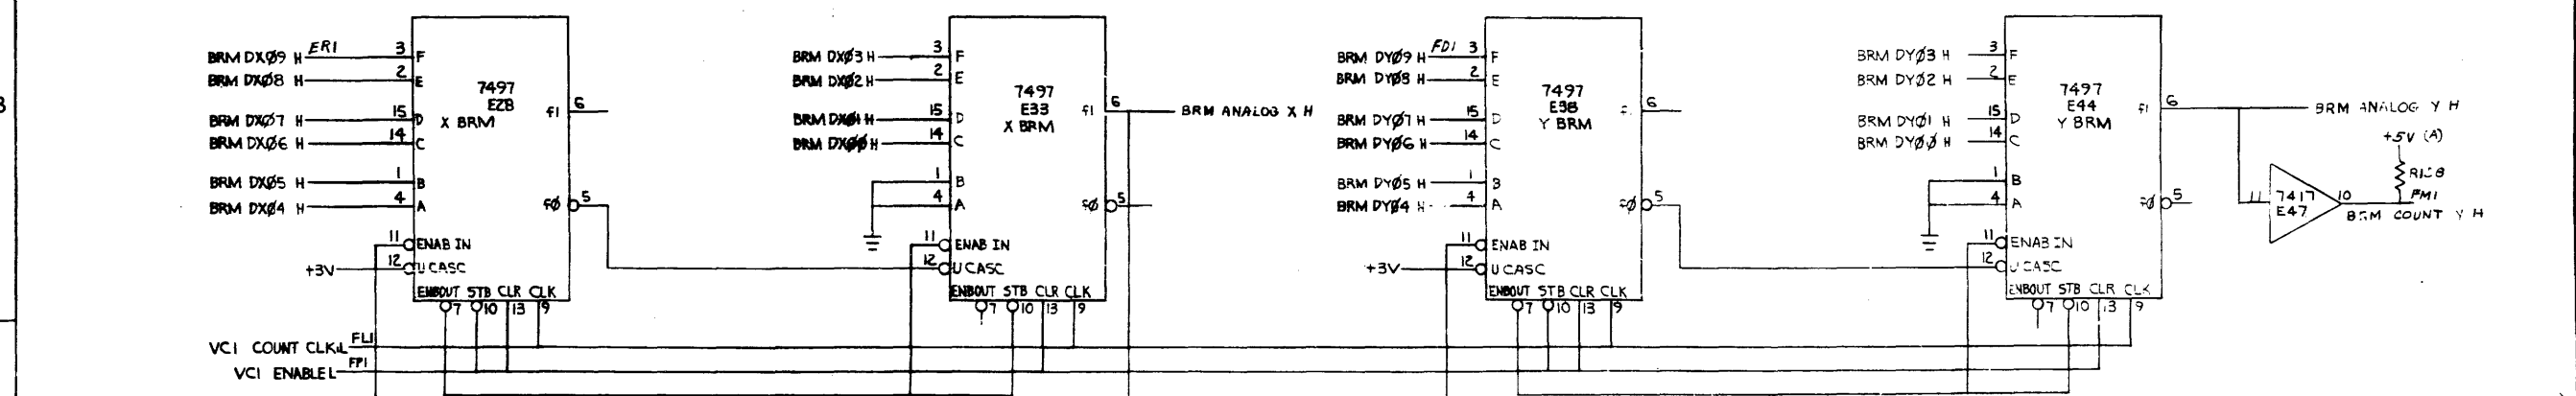 BRM DXØ9 H ER1 3 F
BRM DXØ8 H 2 E
BRM DXØ7 H 15 D
BRM DXØ6 H 14 C
BRM DXØ5 H 1 B
BRM DXØ4 H 4 A
11 ENAB IN
+3V 12 U CASC
7497
E28
X BRM
f1 6
fØ 5
ENBOUT STB CLR CLK
7 10 13 9
BRM DXØ3 H 3 F
BRM DXØ2 H 2 E
BRM DXØ1 H 15 D
BRM DXØØ H 14 C
1 B
4 A
11 ENAB IN
12 U CASC
7497
E33
X BRM
f1 6 BRM ANALOG X H
fØ 5
ENBOUT STB CLR CLK
7 10 13 9
BRM DYØ9 H FD1 3 F
BRM DYØ8 H 2 E
BRM DYØ7 H 15 D
BRM DYØ6 H 14 C
BRM DYØ5 H 1 B
BRM DYØ4 H 4 A
11 ENAB IN
+3V 12 U CASC
7497
E38
Y BRM
6
fØ 5
ENBOUT STB CLR CLK
7 10 13 9
BRM DYØ3 H 3 F
BRM DYØ2 H 2 E
BRM DYØ1 H 15 D
BRM DYØØ H 14 C
1 B
4 A
11 ENAB IN
12 U CASC
7497
E44
Y BRM
f1 6 BRM ANALOG Y H
fØ 5
ENBOUT STB CLR CLK
7 10 13 9
+5V (A)
FM1
11 7417 10
E47
BRM COUNT Y H
VC1 COUNT CLK L FL1
VC1 ENABLE L FP1